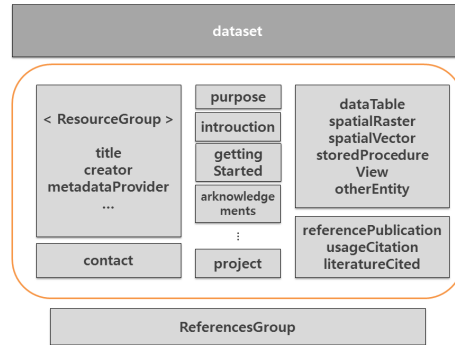 dataset
< ResourceGroup >
title
creator
metadataProvider
...
contact
purpose
introuction
getting
Started
arknowledge
ments
...
project
dataTable
spatialRaster
spatialVector
storedProcedure
View
otherEntity
referencePublication
usageCitation
literatureCited
ReferencesGroup